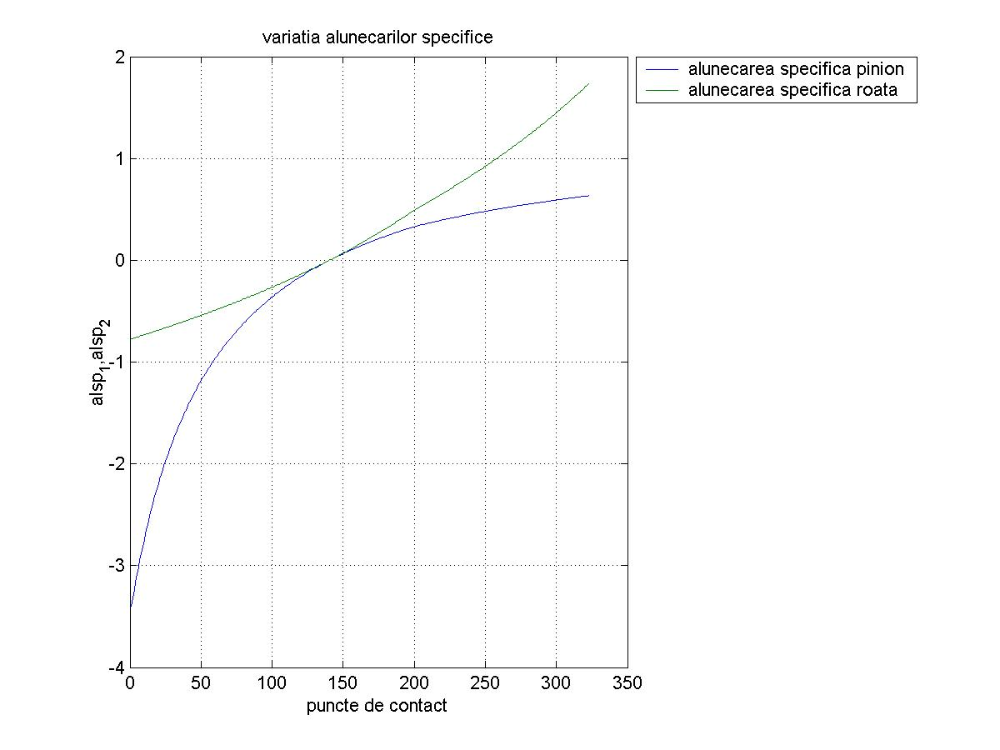 variatia alunecarilor specifice
alunecarea specifica pinion
alunecarea specifica roata
2
1
0
-1
-2
-3
-4
alsp1,alsp2
0 50 100 150 200 250 300 350
puncte de contact